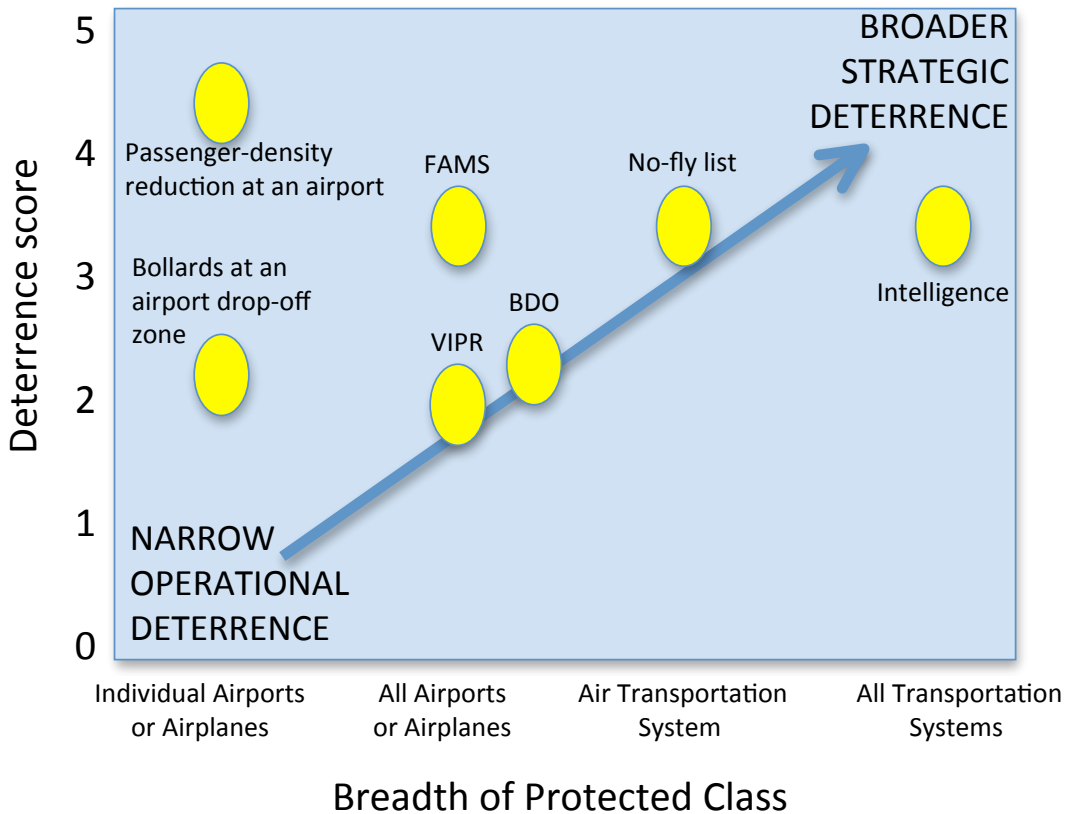 5
4
3
2
1
0
Deterrence score
BROADER
STRATEGIC
DETERRENCE
Passenger-density
reduction at an airport
FAMS
No-fly list
Bollards at an
airport drop-off
zone
BDO
VIPR
Intelligence
NARROW
OPERATIONAL
DETERRENCE
Individual Airports
or Airplanes
All Airports
or Airplanes
Air Transportation
System
All Transportation
Systems
Breadth of Protected Class